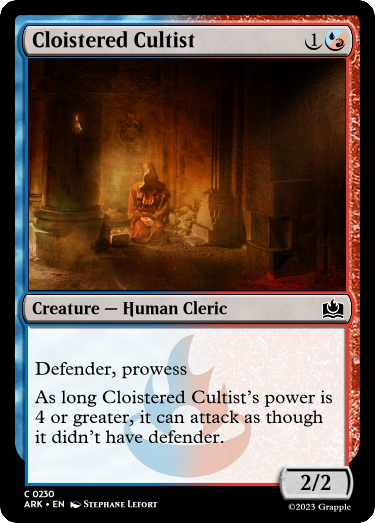 Cloistered Cultist 1
Creature — Human Cleric
Defender, prowess
As long Cloistered Cultist's power is
4 or greater, it can attack as though
it didn't have defender.
2/2
C 0230
ARK • EN Stephane Lefort
©2023 Grapple